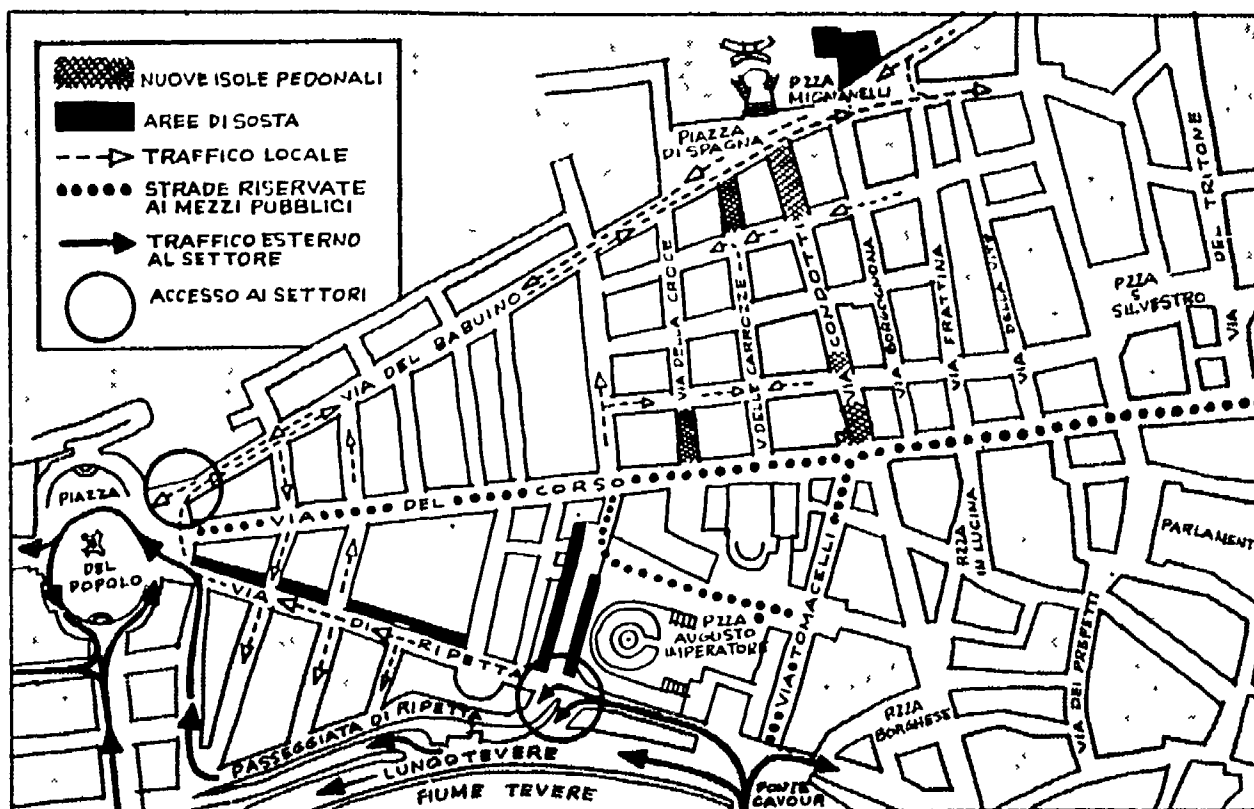 NUOVE ISOLE PEDONALI
AREE DI SOSTA
TRAFFICO LOCALE
STRADE RISERVATE
AI MEZZI PUBBLICI
TRAFFICO ESTERNO
AL SETTORE
ACCESSO AI SETTORI
PZZA
MIGNANELLI
PIAZZA
DI SPAGNA
VIA DEL BABUINO
VIA DELLA CROCE
V. DELLE CARROZZE
VIA CONDOTTI
VIA BORGOGNONA
VIA FRATTINA
VIA DELLA VITE
PZZA
S.
SILVESTRO
VIA DEL TRITONE
PIAZZA
DEL
POPOLO
VIA DEL CORSO
VIA DI RIPETTA
PZZA
AUGUSTO
IMPERATORE
VIA TOMACELLI
PZZA
IN LUCINA
PARLAMENT
VIA DEI PREFETTI
PZZA
BORGHESE
PASSEGGIATA DI RIPETTA
LUNGOTEVERE
FIUME TEVERE
PONTE
CAVOUR